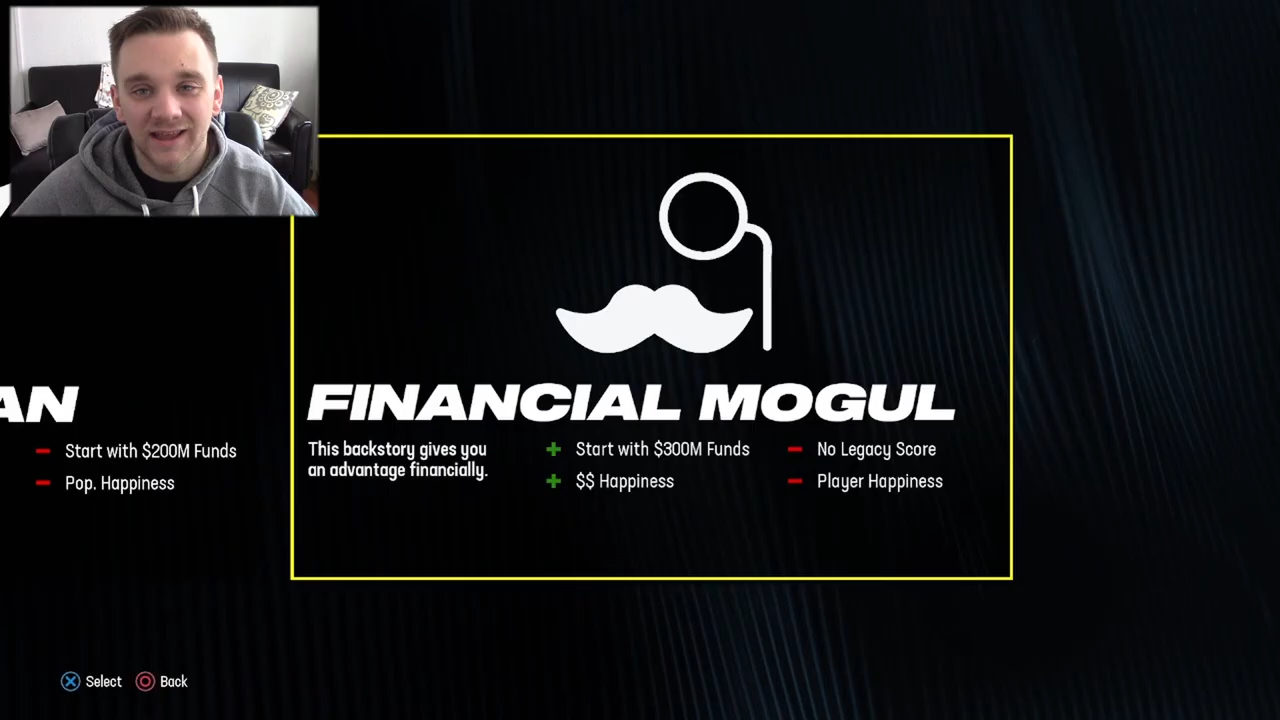 AN
Start with $200M Funds
Pop. Happiness
FINANCIAL MOGUL
This backstory gives you
an advantage financially.
Start with $300M Funds
$$ Happiness
No Legacy Score
Player Happiness
Select
Back